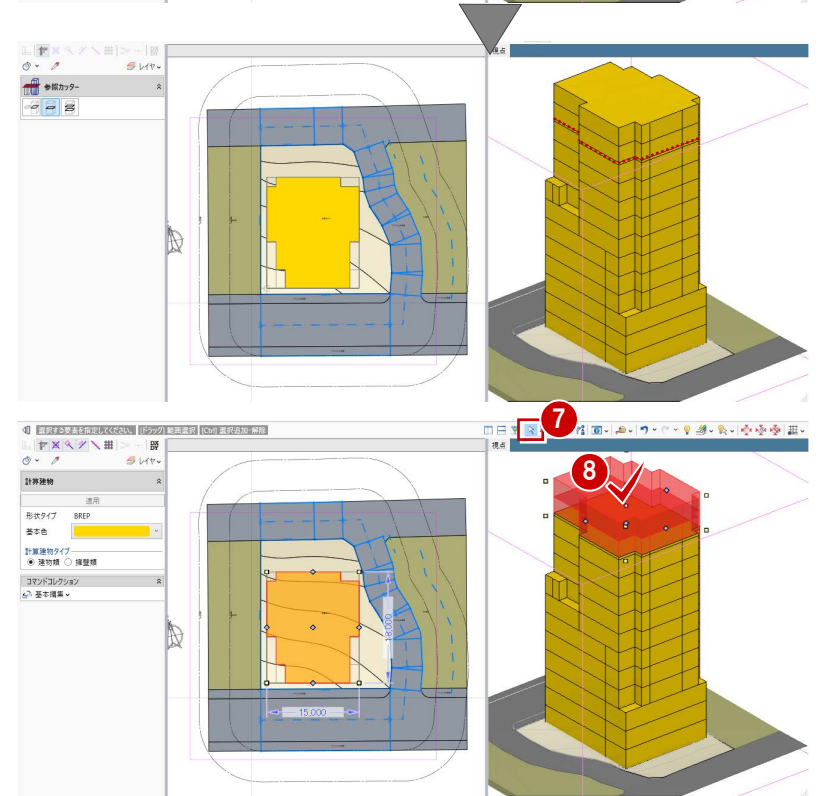 レイヤ
視点
参照カッター
選択する要素を指定してください。 [ドラッグ] 範囲選択 [Ctrl] 選択追加・解除
7
レイヤ
視点
8
計算建物
適用
形状タイプ BREP
基本色
計算建物タイプ
建物類 擁壁類
コマンドコレクション
基本編集
18,000
15,000